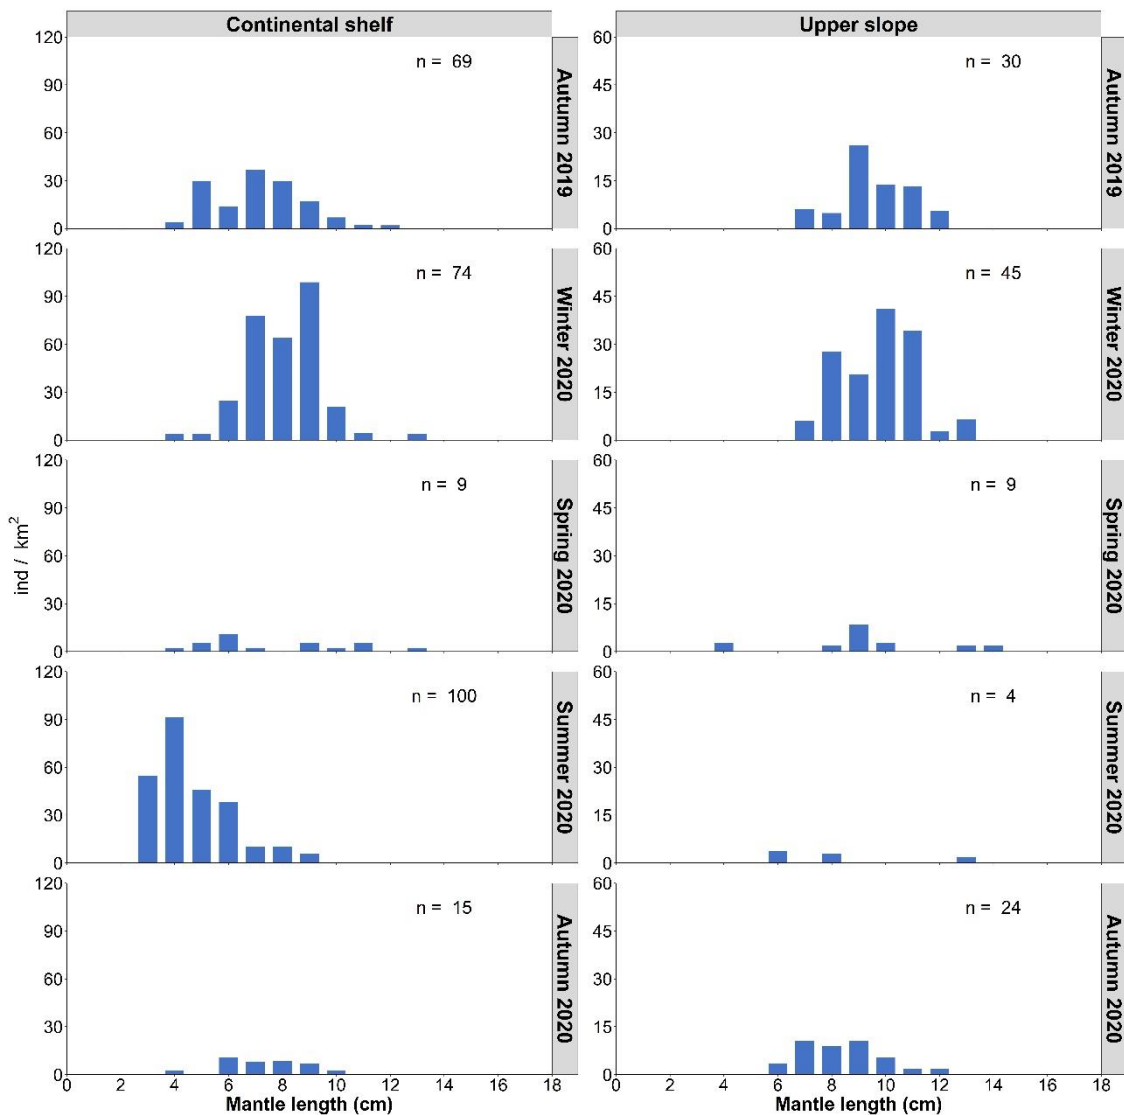 Continental shelf
Upper slope
120
90
60
30
0
n = 69
Autumn 2019
60
45
30
15
0
n = 30
Autumn 2019
120
90
60
30
0
n = 74
Winter 2020
60
45
30
15
0
n = 45
Winter 2020
ind / km²
120
90
60
30
0
n = 9
Spring 2020
60
45
30
15
0
n = 9
Spring 2020
120
90
60
30
0
n = 100
Summer 2020
60
45
30
15
0
n = 4
Summer 2020
120
90
60
30
0
n = 15
Autumn 2020
60
45
30
15
0
n = 24
Autumn 2020
0 2 4 6 8 10 12 14 16 18
0 2 4 6 8 10 12 14 16 18
Mantle length (cm)
Mantle length (cm)